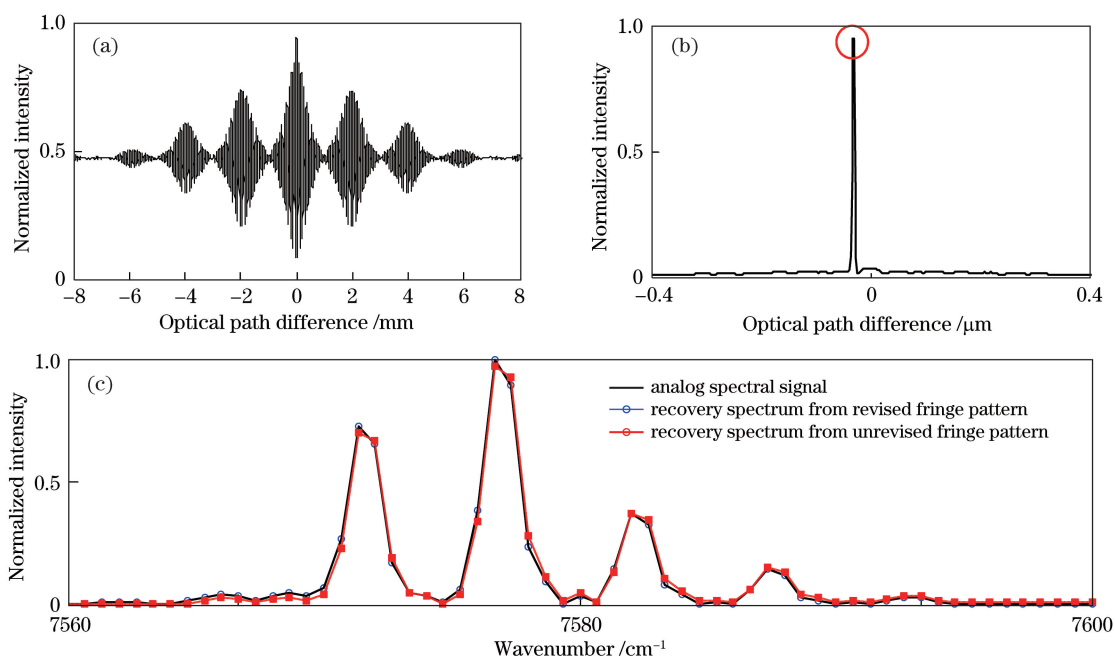 (a)
Normalized intensity
1.0
0.5
0
−8
−6
−4
−2
0
2
4
6
8
Optical path difference /mm
(b)
Normalized intensity
1.0
0.5
0
−0.4
0
0.4
Optical path difference /μm
(c)
Normalized intensity
1.0
0.5
0
analog spectral signal
recovery spectrum from revised fringe pattern
recovery spectrum from unrevised fringe pattern
7560
7580
7600
Wavenumber /cm⁻¹